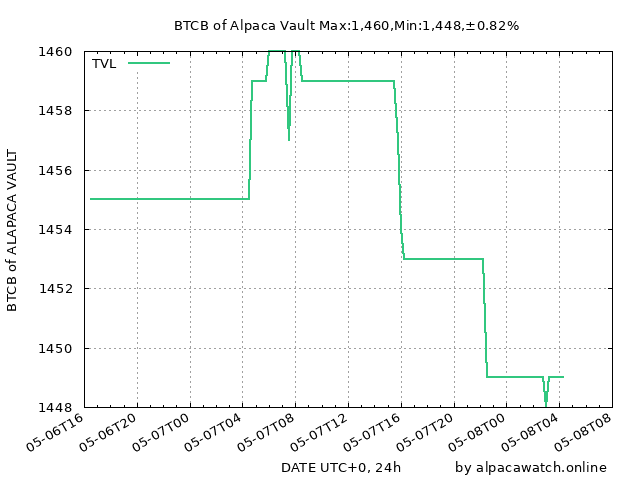 BTCB of Alpaca Vault Max:1,460,Min:1,448,±0.82%
TVL
1460
1458
1456
1454
1452
1450
1448
BTCB of ALAPACA VAULT
05-06T16 05-06T20 05-07T00 05-07T04 05-07T08 05-07T12 05-07T16 05-07T20 05-08T00 05-08T04 05-08T08
DATE UTC+0, 24h by alpacawatch.online